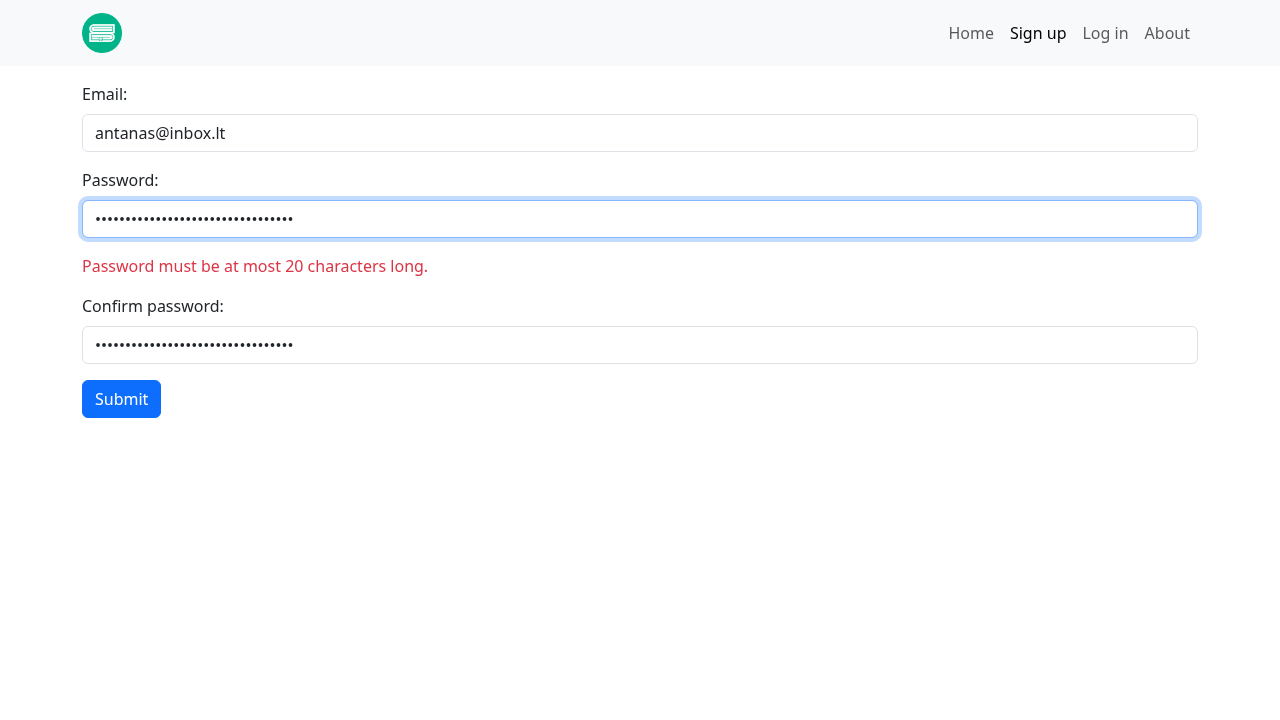 Home Sign up Log in About
Email:
antanas@inbox.lt
Password:
•••••••••••••••••••••••••••••••••
Password must be at most 20 characters long.
Confirm password:
•••••••••••••••••••••••••••••••••
Submit